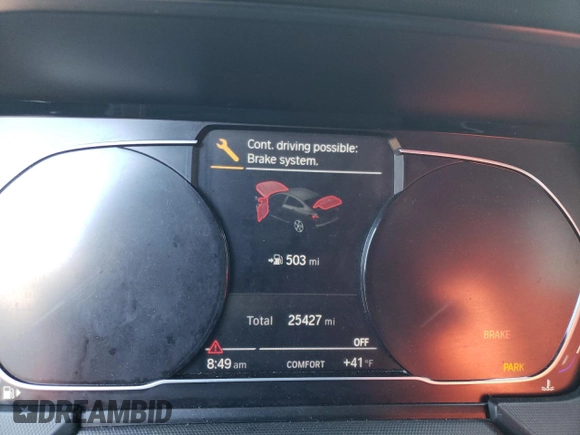 Cont. driving possible:
Brake system.
503 mi
Total 25427 mi
OFF
8:49 am COMFORT +41°F
BRAKE
PARK
DREAMBID